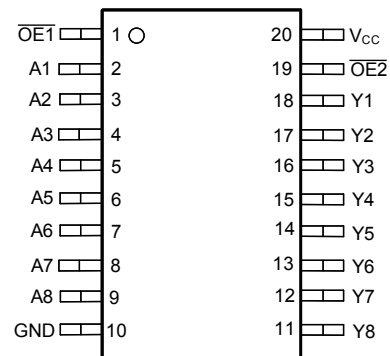 O̅E̅1̅ 1 20 VCC
A1 2 19 O̅E̅2̅
A2 3 18 Y1
A3 4 17 Y2
A4 5 16 Y3
A5 6 15 Y4
A6 7 14 Y5
A7 8 13 Y6
A8 9 12 Y7
GND 10 11 Y8